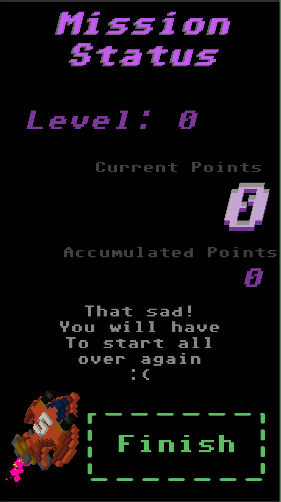 Mission
Status
Level: 0
Current Points
0
Accumulated Points
0
That sad!
You will have
To start all
over again
:(
Finish